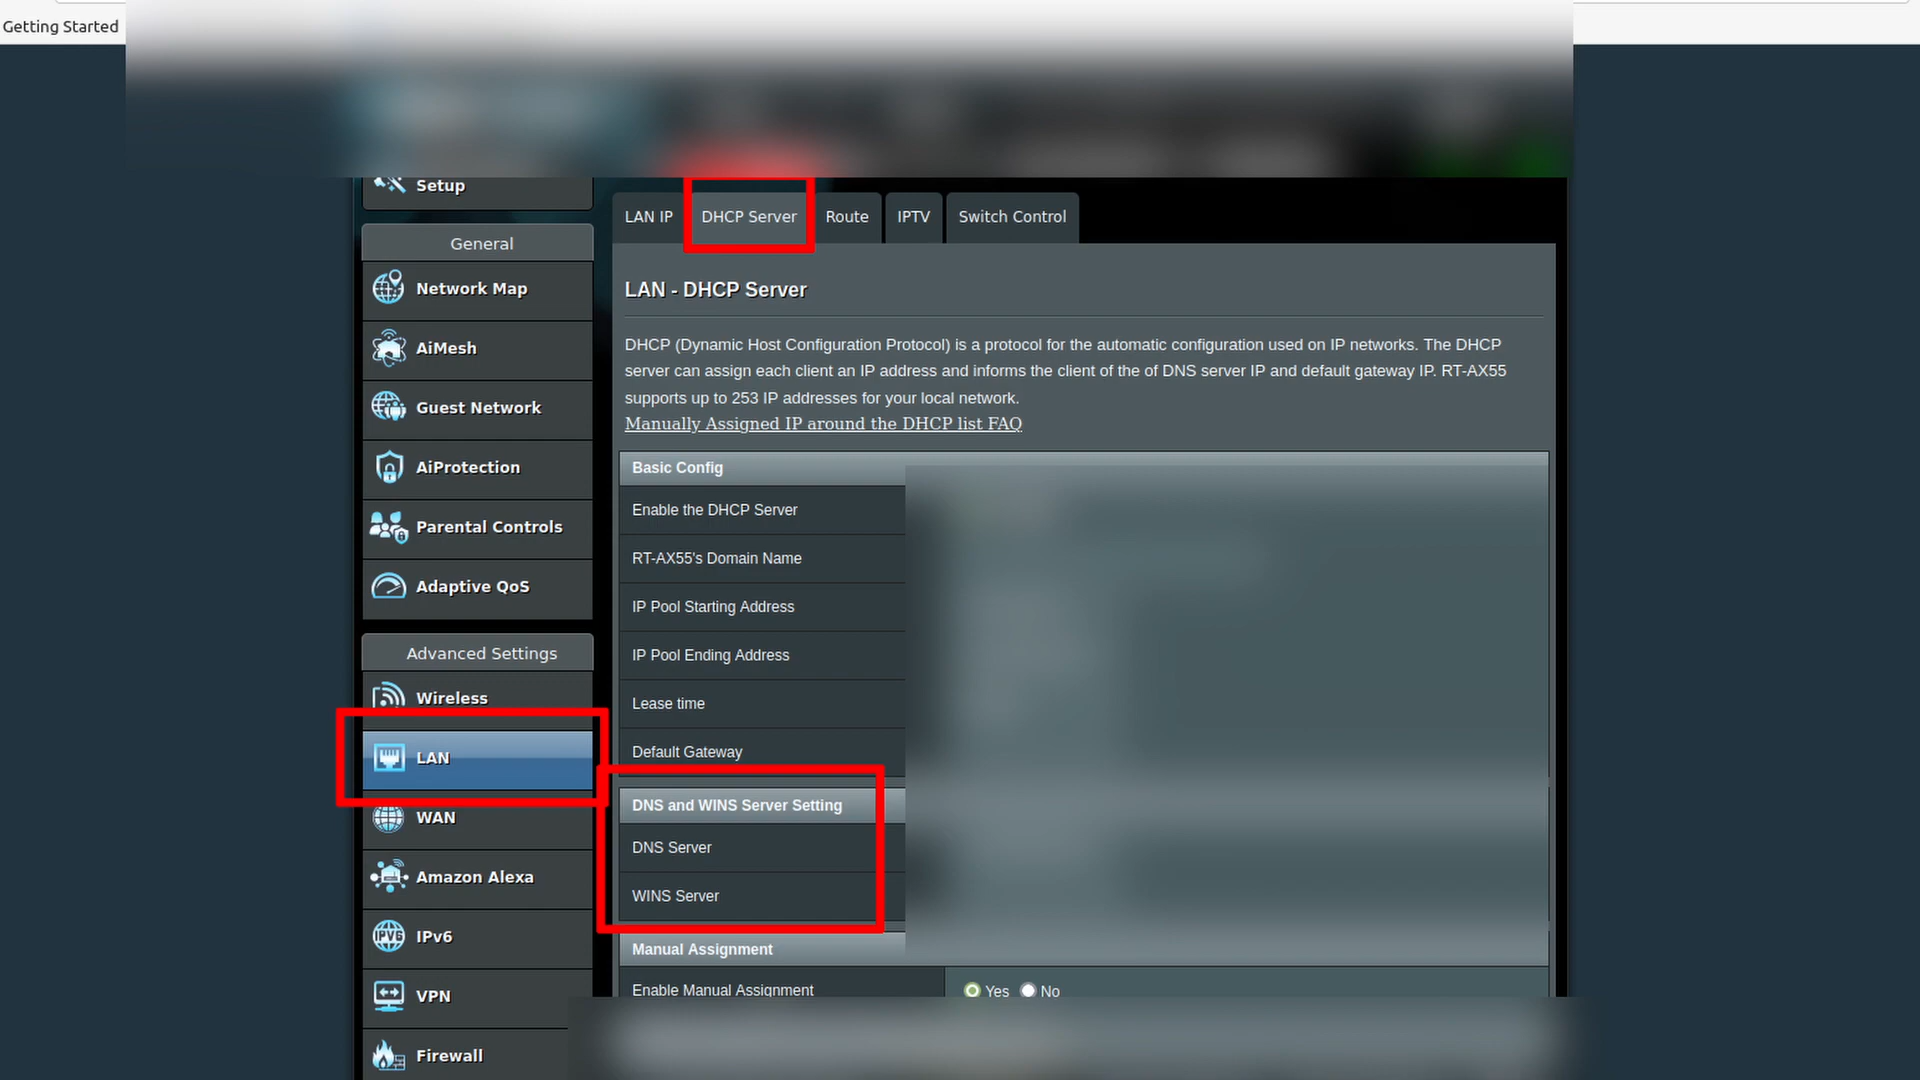 Getting Started
Setup
General
Network Map
AiMesh
Guest Network
AiProtection
Parental Controls
Adaptive QoS
Advanced Settings
Wireless
LAN
WAN
Amazon Alexa
IPv6
VPN
Firewall
LAN IP
DHCP Server
Route
IPTV
Switch Control
LAN - DHCP Server
DHCP (Dynamic Host Configuration Protocol) is a protocol for the automatic configuration used on IP networks. The DHCP
server can assign each client an IP address and informs the client of the of DNS server IP and default gateway IP. RT-AX55
supports up to 253 IP addresses for your local network.
Manually Assigned IP around the DHCP list FAQ
Basic Config
Enable the DHCP Server
RT-AX55's Domain Name
IP Pool Starting Address
IP Pool Ending Address
Lease time
Default Gateway
DNS and WINS Server Setting
DNS Server
WINS Server
Manual Assignment
Enable Manual Assignment
Yes No